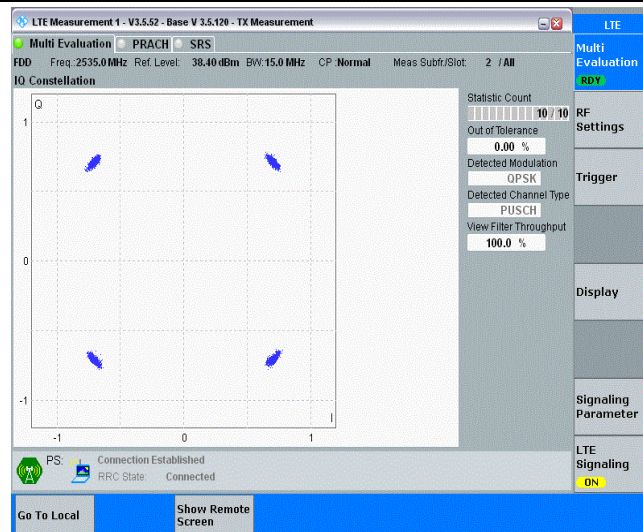 LTE Measurement 1 - V3.5.52 - Base V 3.5.120 - TX Measurement
LTE
Multi Evaluation PRACH SRS
FDD Freq.:2535.0 MHz Ref. Level: 38.40 dBm BW:15.0 MHz CP :Normal Meas Subfr./Slot: 2 / All
IQ Constellation
Q
1
0
-1
I
-1 0 1
Statistic Count
10 / 10
Out of Tolerance
0.00 %
Detected Modulation
QPSK
Detected Channel Type
PUSCH
View Filter Throughput
100.0 %
Multi
Evaluation
RDY
RF
Settings
Trigger
Display
Signaling
Parameter
LTE
Signaling
ON
PS: Connection Established
RRC State: Connected
Go To Local
Show Remote
Screen